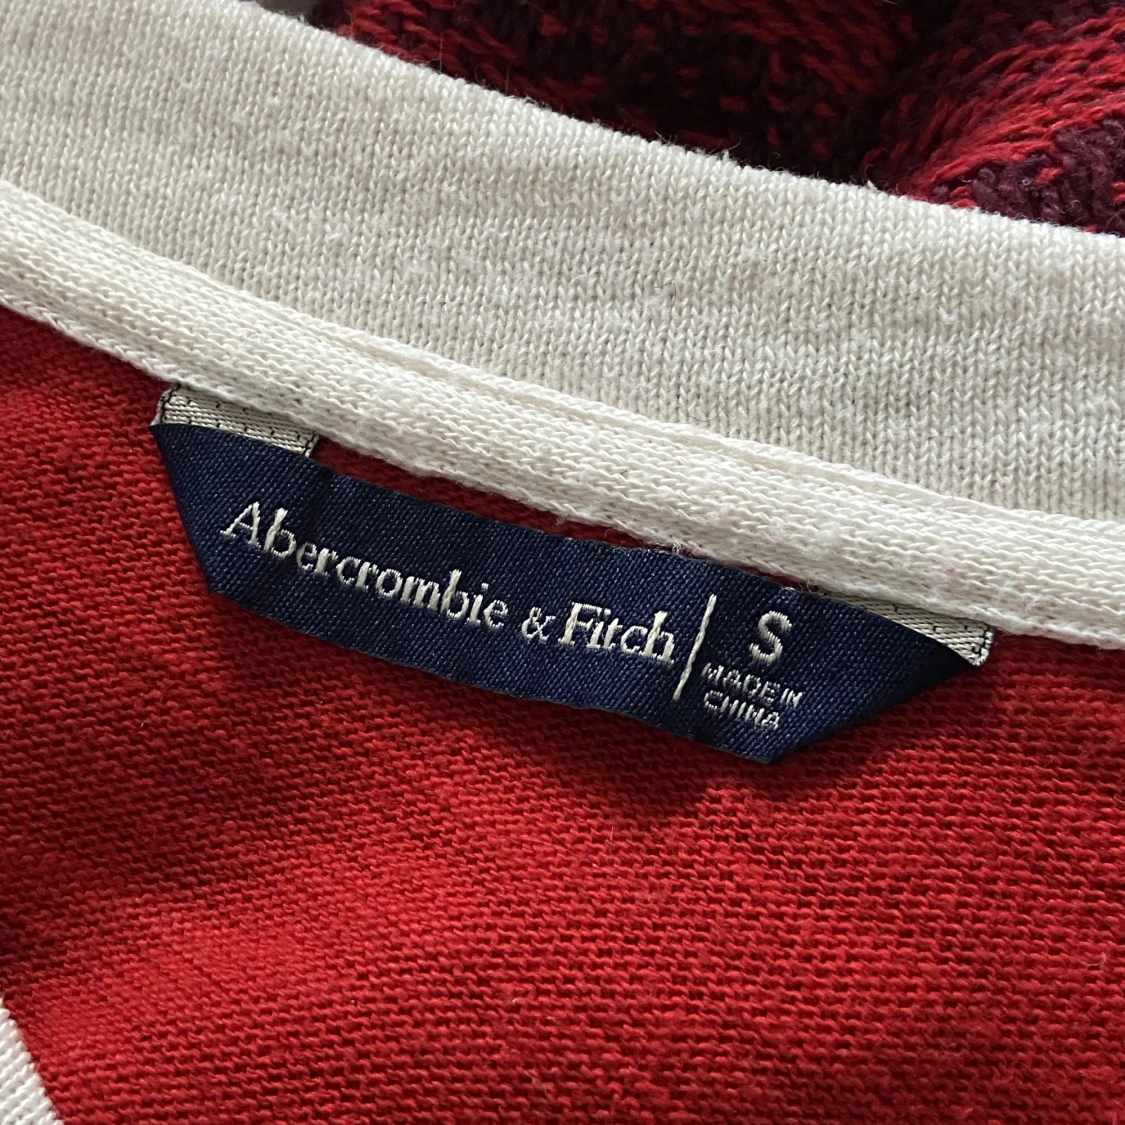 Abercrombie & Fitch | S
MADE IN
CHINA